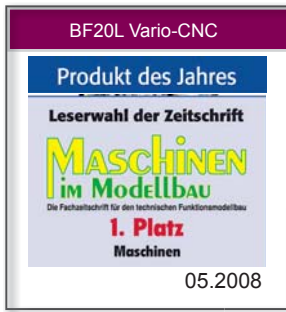 BF20L Vario-CNC
Produkt des Jahres
Leserwahl der Zeitschrift
MASCHINEN
IM MODELLBAU
Die Fachzeitschrift für den technischen Funktionsmodellbau
1. Platz
Maschinen
05.2008